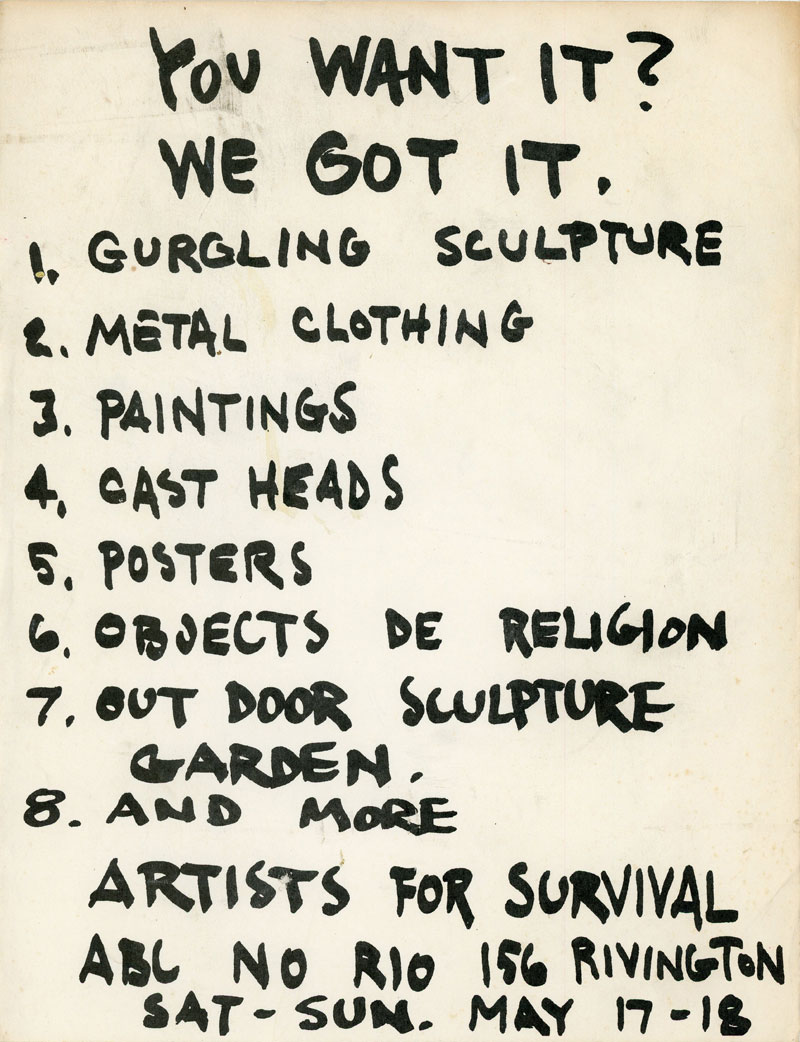 YOU WANT IT?
WE GOT IT.
1. GURGLING SCULPTURE
2. METAL CLOTHING
3. PAINTINGS
4. CAST HEADS
5. POSTERS
6. OBJECTS DE RELIGION
7. OUT DOOR SCULPTURE
GARDEN.
8. AND MORE
ARTISTS FOR SURVIVAL
ABC NO RIO 156 RIVINGTON
SAT-SUN. MAY 17-18